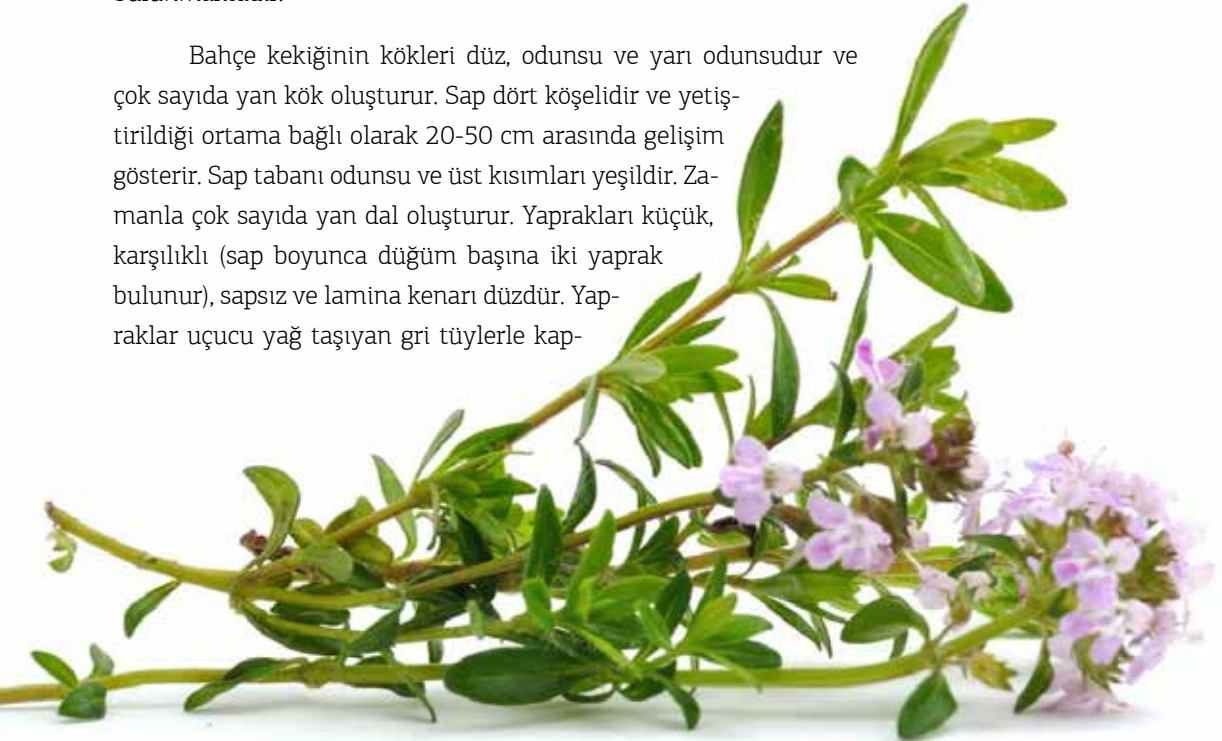 Bahçe kekiğinin kökleri düz, odunsu ve yarı odunsudur ve
çok sayıda yan kök oluşturur. Sap dört köşelidir ve yetiş-
tirildiği ortama bağlı olarak 20-50 cm arasında gelişim
gösterir. Sap tabanı odunsu ve üst kısımları yeşildir. Za-
manla çok sayıda yan dal oluşturur. Yaprakları küçük,
karşılıklı (sap boyunca düğüm başına iki yaprak
bulunur), sapsız ve lamina kenarı düzdür. Yap-
raklar uçucu yağ taşıyan gri tüylerle kap-